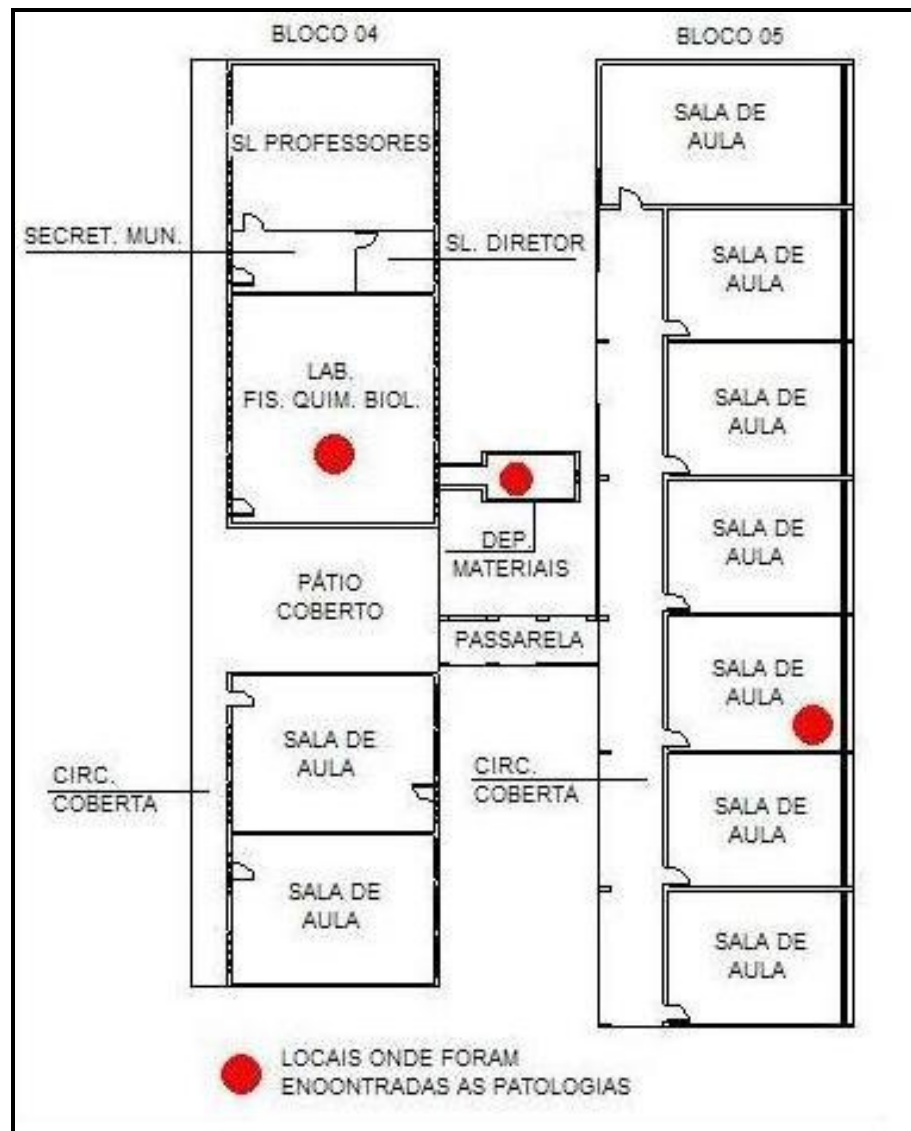 BLOCO 04
SL PROFESSORES
SECRET. MUN.
SL. DIRETOR
LAB.
FIS. QUIM. BIOL.
DEP.
MATERIAIS
PÁTIO
COBERTO
PASSARELA
SALA DE
AULA
CIRC.
COBERTA
SALA DE
AULA
BLOCO 05
SALA DE
AULA
SALA DE
AULA
SALA DE
AULA
SALA DE
AULA
SALA DE
AULA
CIRC.
COBERTA
SALA DE
AULA
SALA DE
AULA
LOCAIS ONDE FORAM
ENOONTRADAS AS PATOLOGIAS